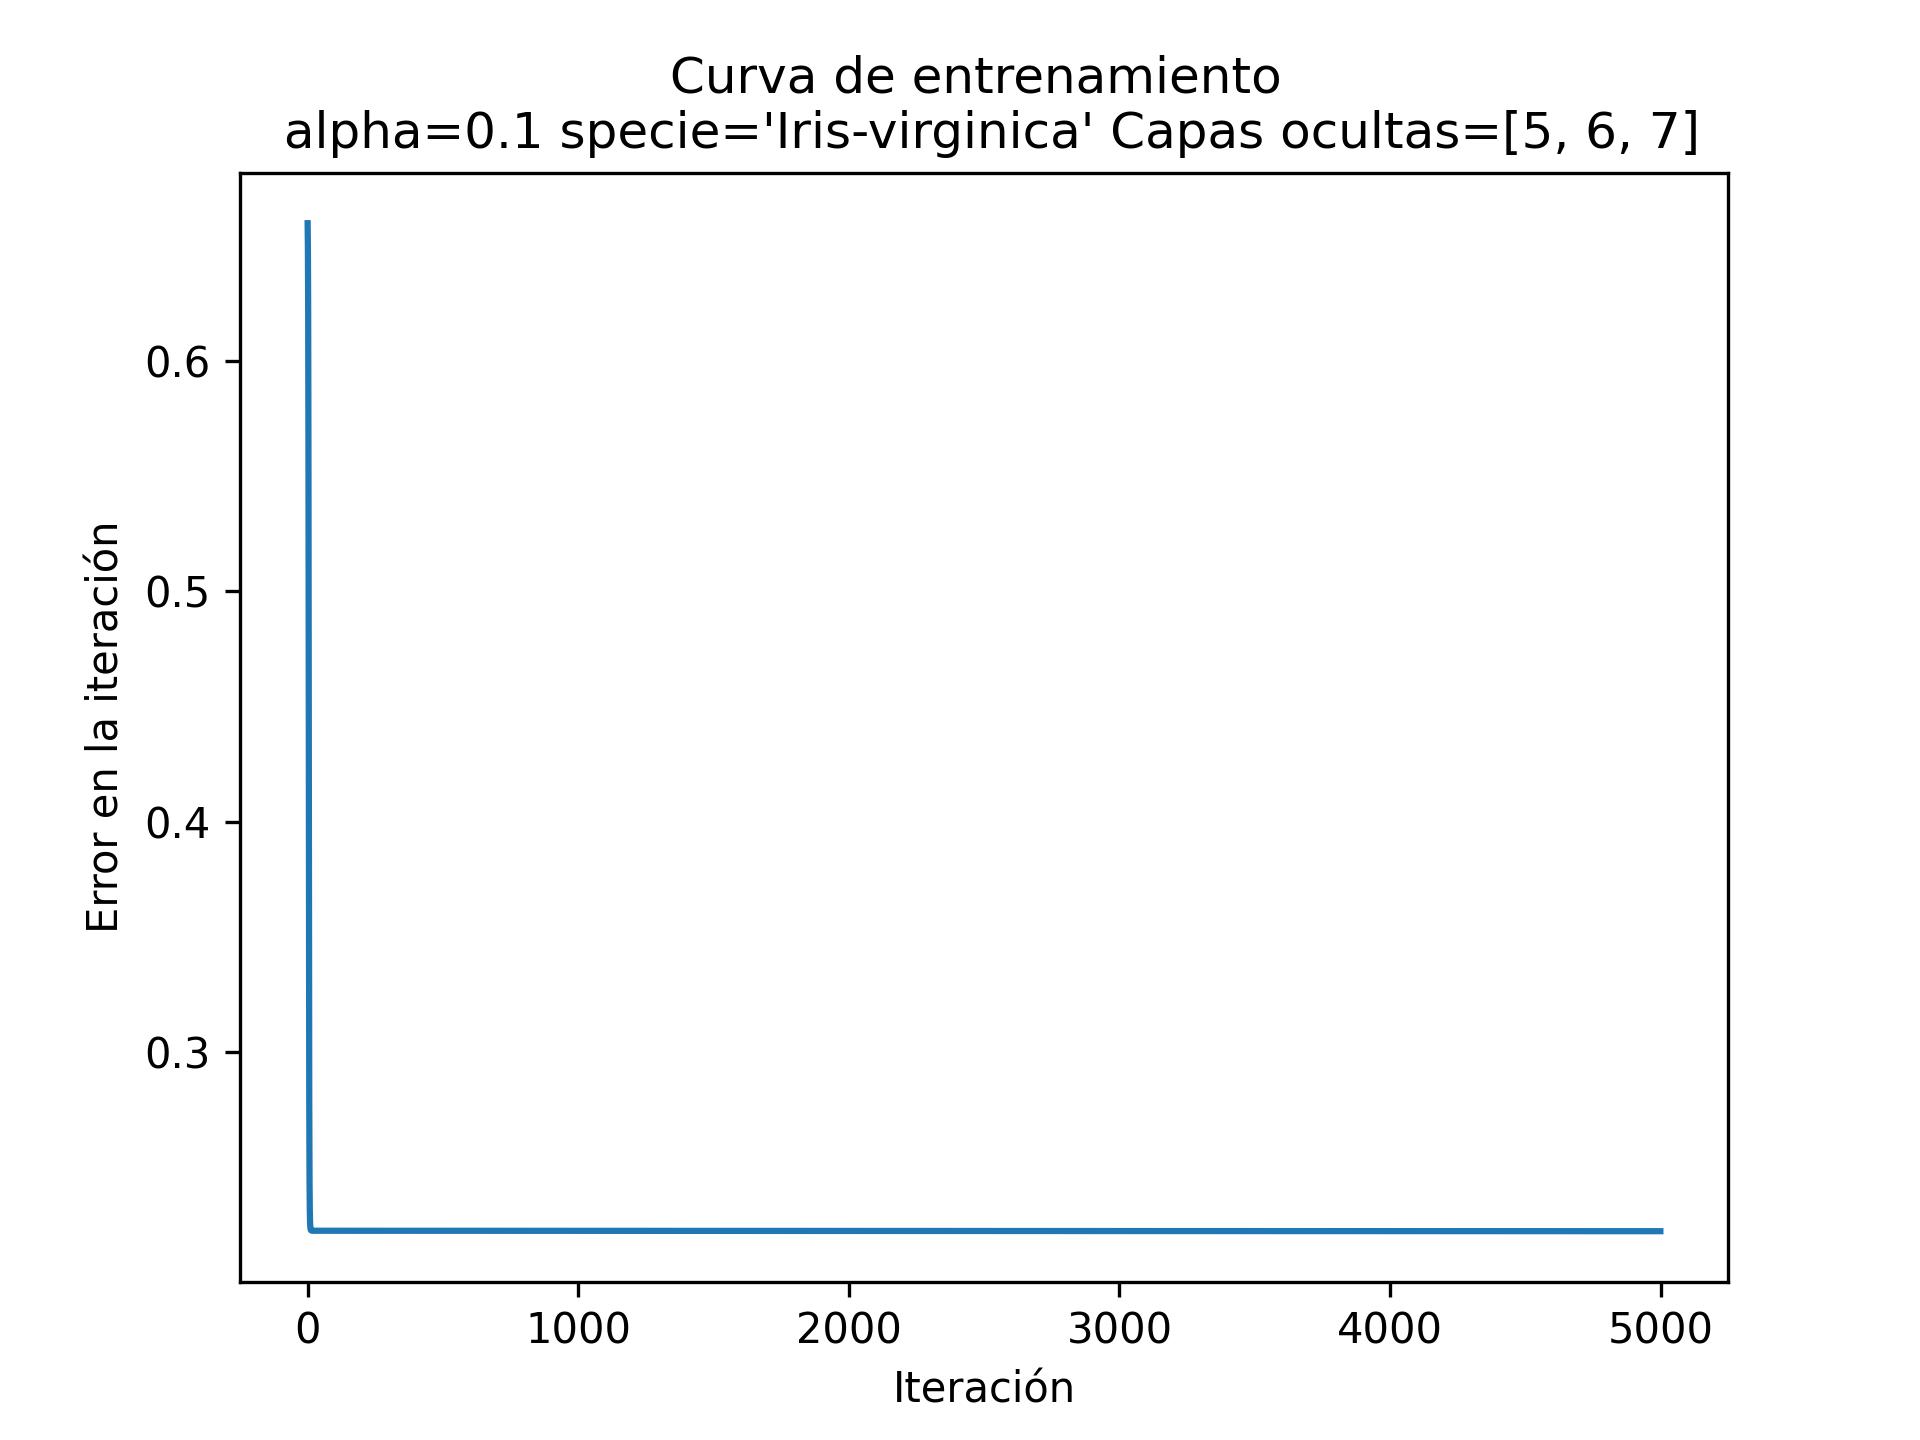 Curva de entrenamiento
alpha=0.1 specie='Iris-virginica' Capas ocultas=[5, 6, 7]
Error en la iteración
0.6
0.5
0.4
0.3
0 1000 2000 3000 4000 5000
Iteración